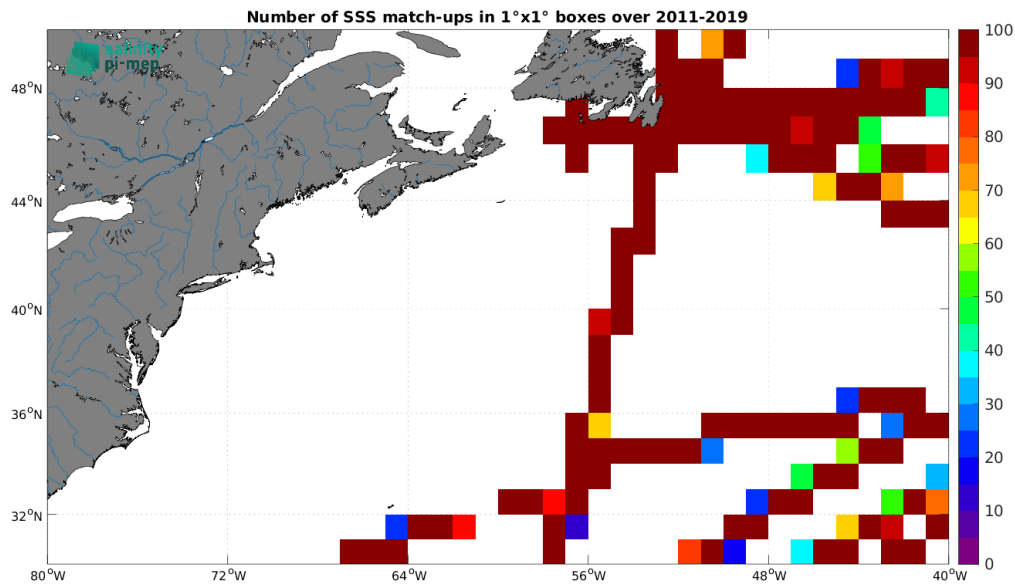 Number of SSS match-ups in 1°x1° boxes over 2011-2019
salinity
pi-mep
48°N
44°N
40°N
36°N
32°N
80°W
72°W
64°W
56°W
48°W
40°W
100
90
80
70
60
50
40
30
20
10
0